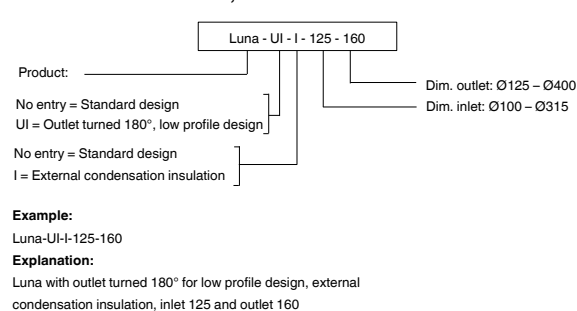 Luna - UI - I - 125 - 160
Product:
Dim. outlet: Ø125 – Ø400
No entry = Standard design
Dim. inlet: Ø100 – Ø315
UI = Outlet turned 180°, low profile design
No entry = Standard design
I = External condensation insulation
Example:
Luna-UI-I-125-160
Explanation:
Luna with outlet turned 180° for low profile design, external
condensation insulation, inlet 125 and outlet 160